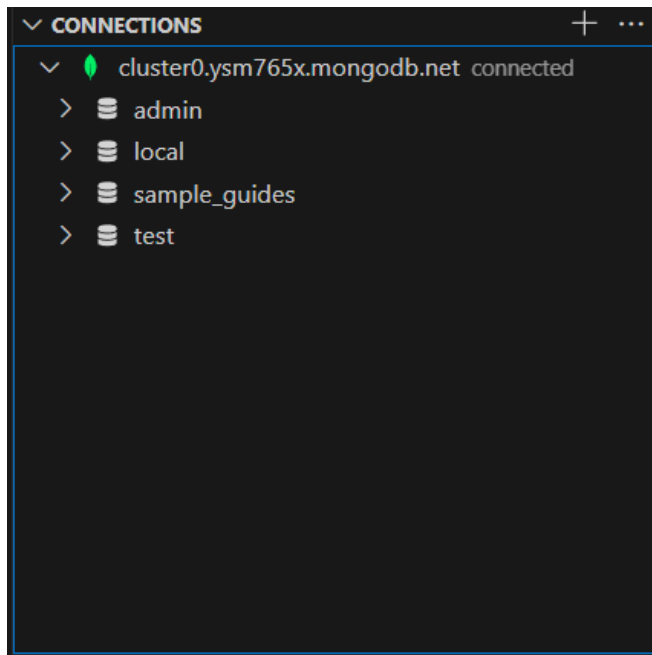 CONNECTIONS
cluster0.ysm765x.mongodb.net connected
admin
local
sample_guides
test